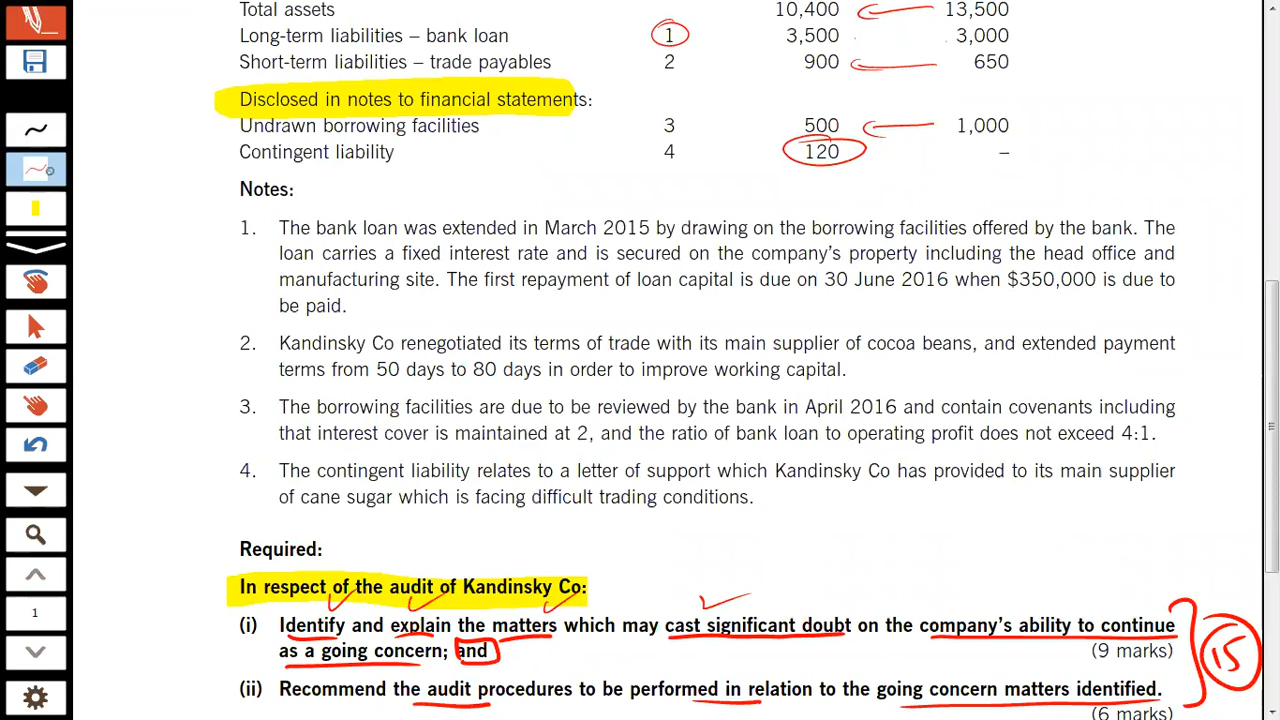 Total assets 10,400 13,500
Long-term liabilities – bank loan 1 3,500 3,000
Short-term liabilities – trade payables 2 900 650
Disclosed in notes to financial statements:
Undrawn borrowing facilities 3 500 1,000
Contingent liability 4 120 –
Notes:
1. The bank loan was extended in March 2015 by drawing on the borrowing facilities offered by the bank. The
loan carries a fixed interest rate and is secured on the company's property including the head office and
manufacturing site. The first repayment of loan capital is due on 30 June 2016 when $350,000 is due to
be paid.
2. Kandinsky Co renegotiated its terms of trade with its main supplier of cocoa beans, and extended payment
terms from 50 days to 80 days in order to improve working capital.
3. The borrowing facilities are due to be reviewed by the bank in April 2016 and contain covenants including
that interest cover is maintained at 2, and the ratio of bank loan to operating profit does not exceed 4:1.
4. The contingent liability relates to a letter of support which Kandinsky Co has provided to its main supplier
of cane sugar which is facing difficult trading conditions.
Required:
In respect of the audit of Kandinsky Co:
(i) Identify and explain the matters which may cast significant doubt on the company's ability to continue
as a going concern; and (9 marks)
15
(ii) Recommend the audit procedures to be performed in relation to the going concern matters identified.
(6 marks)
1